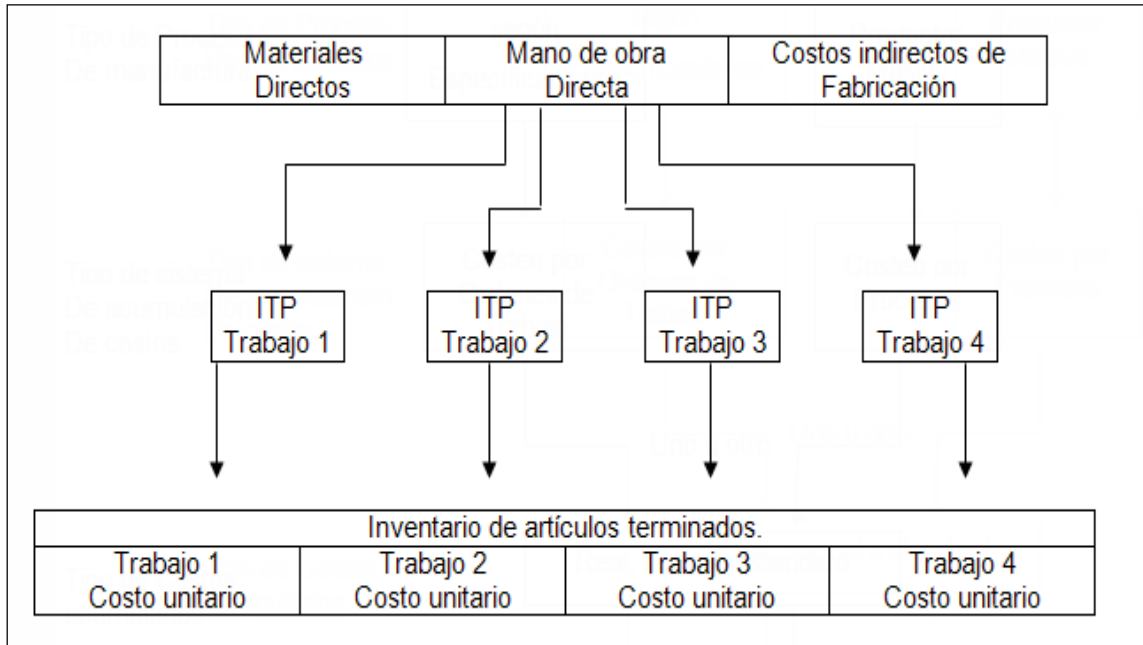 Materiales
Directos
Mano de obra
Directa
Costos indirectos de
Fabricación
ITP
Trabajo 1
ITP
Trabajo 2
ITP
Trabajo 3
ITP
Trabajo 4
Inventario de artículos terminados.
Trabajo 1
Costo unitario
Trabajo 2
Costo unitario
Trabajo 3
Costo unitario
Trabajo 4
Costo unitario